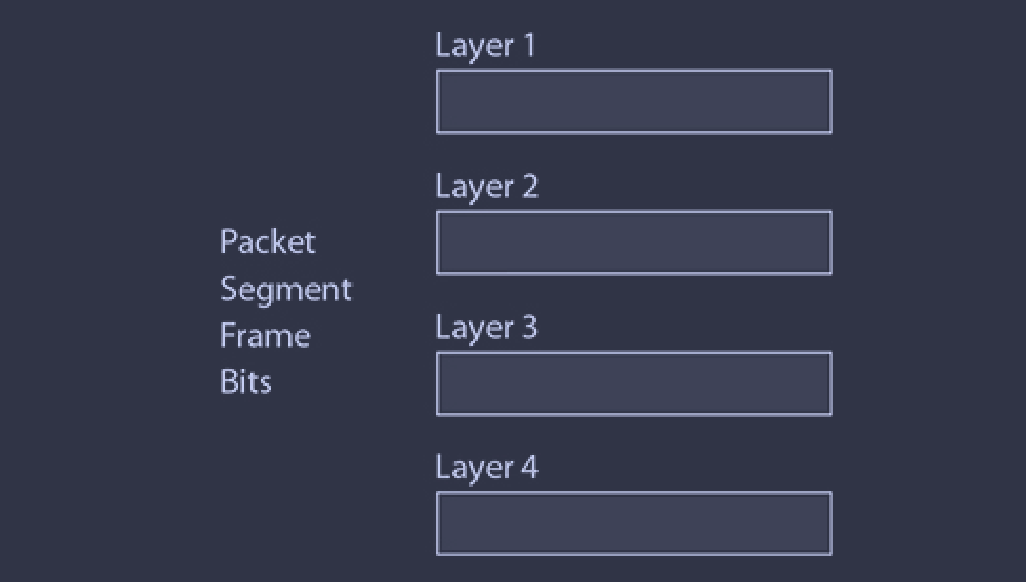 Layer 1
Layer 2
Packet
Segment
Layer 3
Frame
Bits
Layer 4